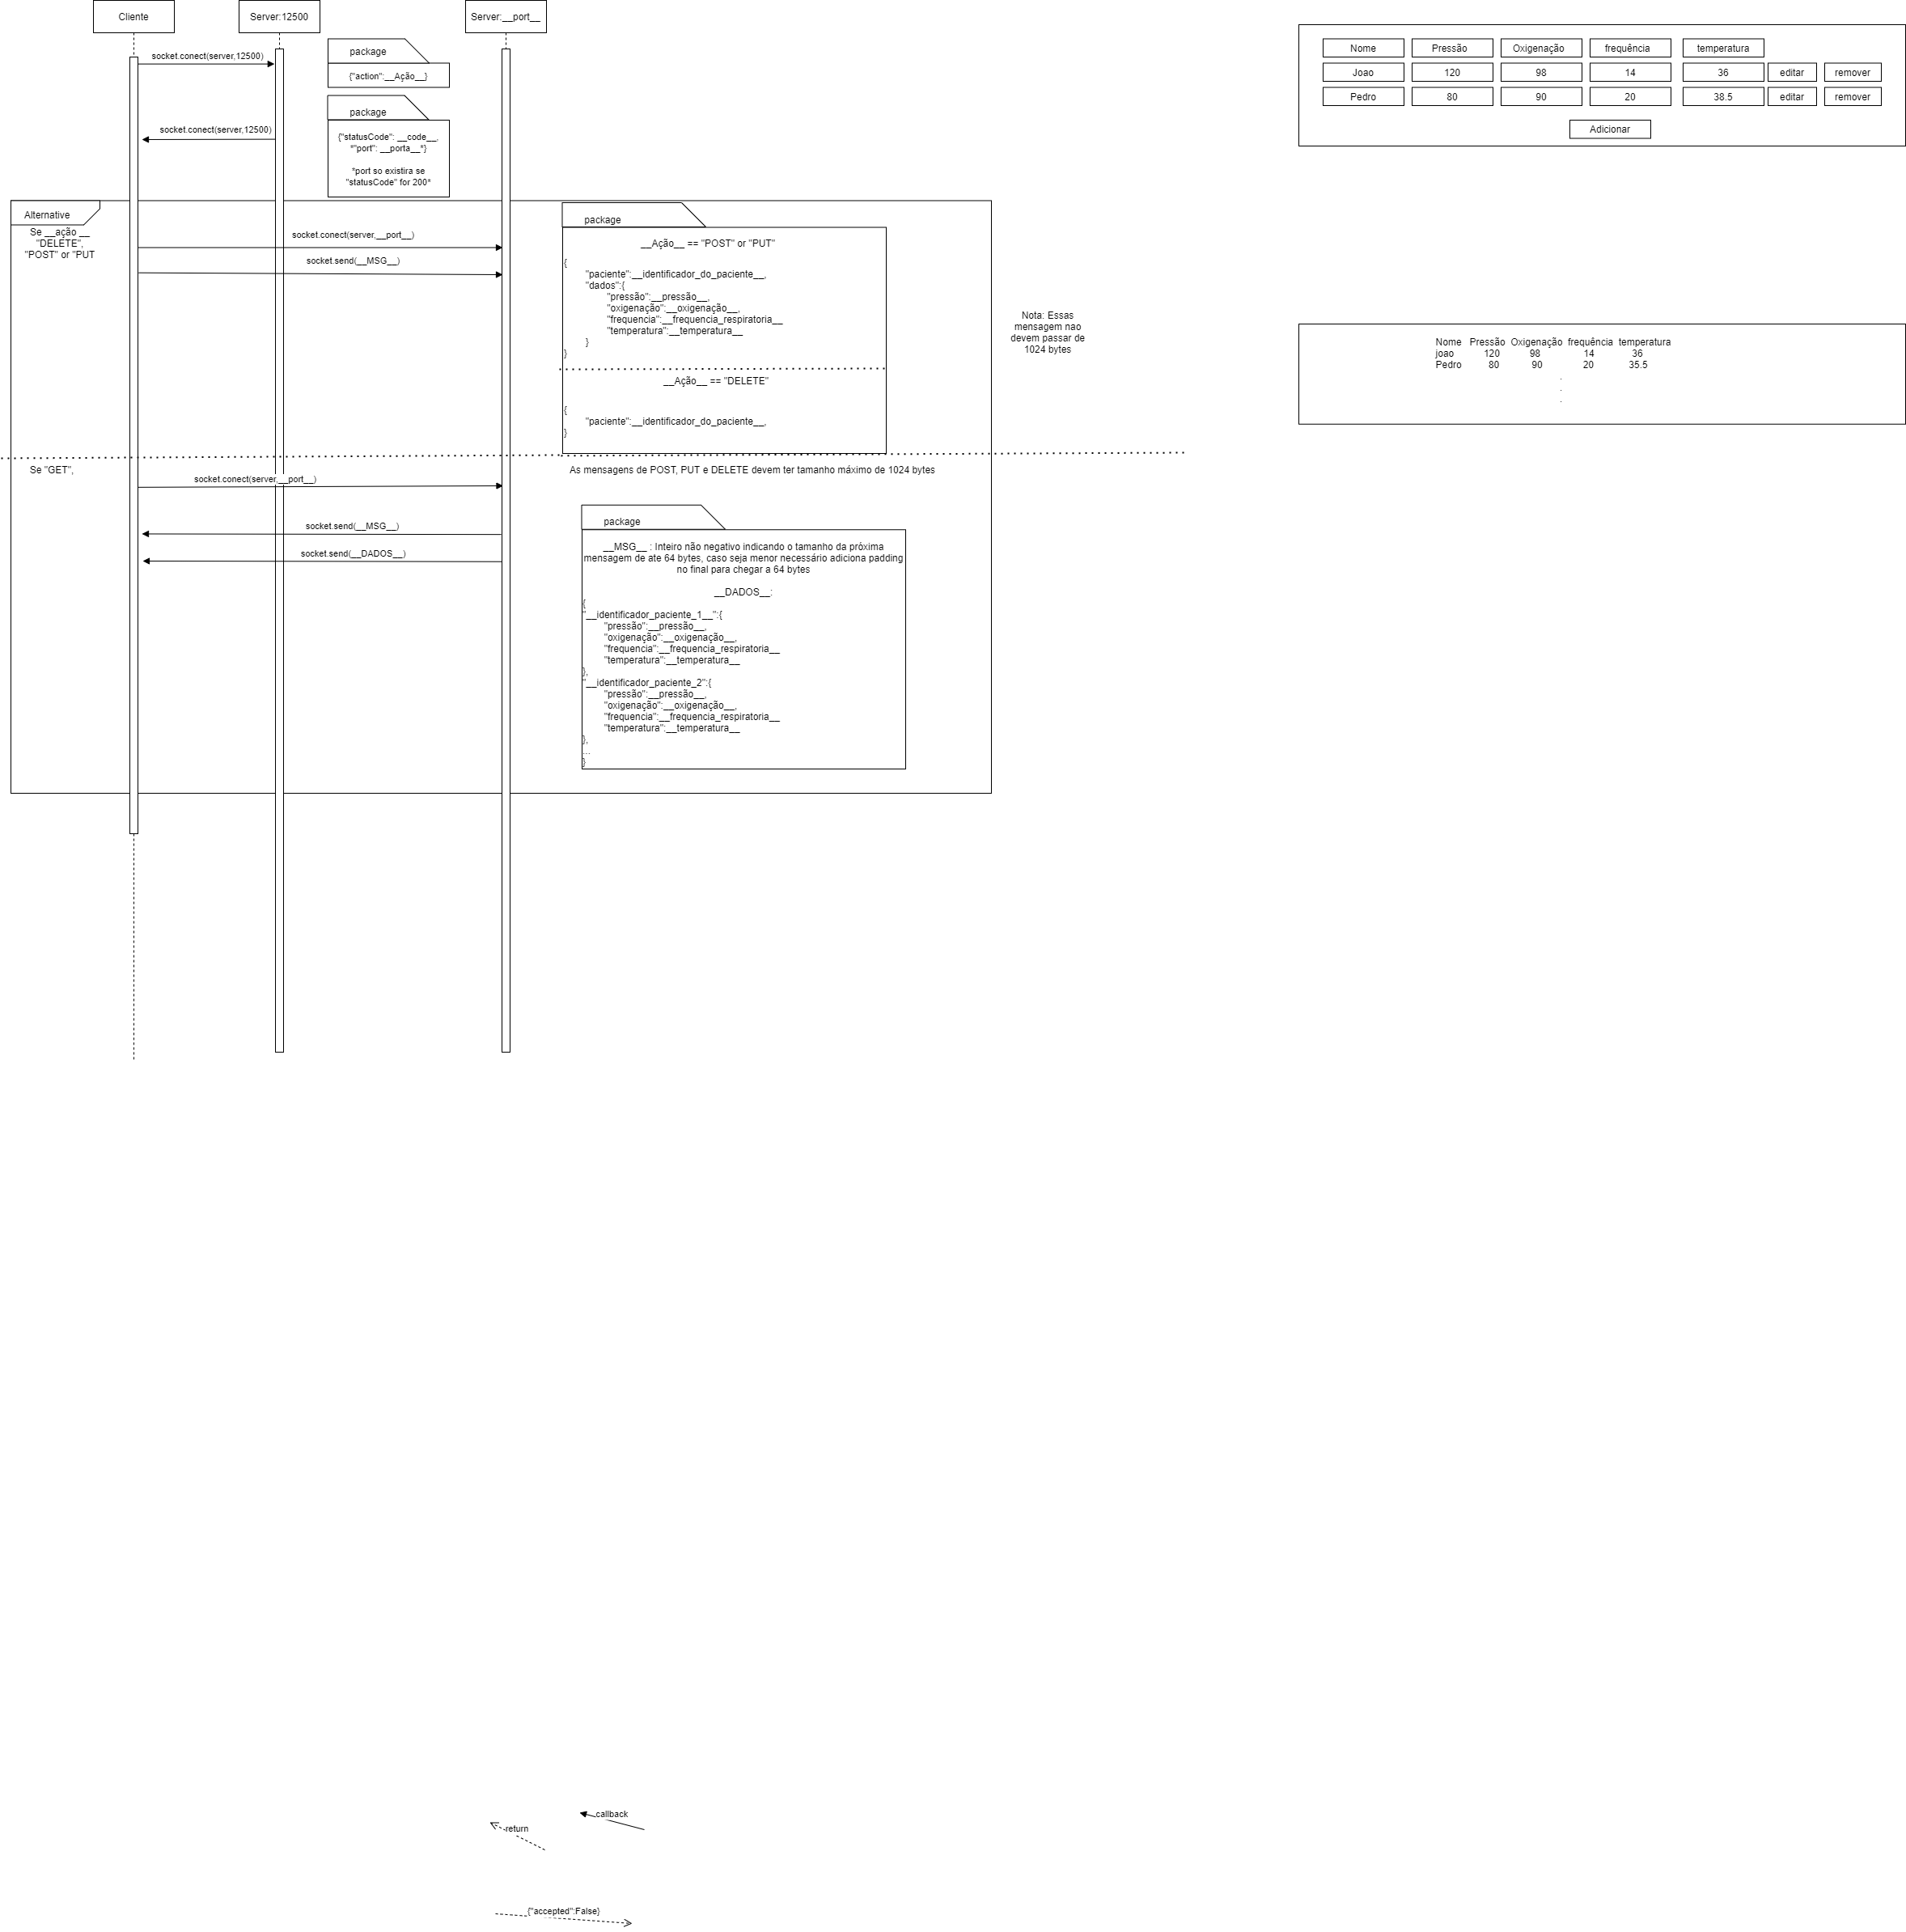 Cliente
Server:12500
Server:__port__
socket.conect(server,12500)
package
{"action":__Ação__}
socket.conect(server,12500)
package
{"statusCode": __code__,
*"port": __porta__*}
*port so existira se
"statusCode" for 200*
Alternative
Se __ação __
"DELETE",
"POST" or "PUT
socket.conect(server,__port__)
socket.send(__MSG__)
package
__Ação__ == "POST" or "PUT"
{
"paciente":__identificador_do_paciente__,
"dados":{
"pressão":__pressão__,
"oxigenação":__oxigenação__,
"frequencia":__frequencia_respiratoria__
"temperatura":__temperatura__
}
}
__Ação__ == "DELETE"
{
"paciente":__identificador_do_paciente__,
}
Nota: Essas
mensagem nao
devem passar de
1024 bytes
Se "GET",
As mensagens de POST, PUT e DELETE devem ter tamanho máximo de 1024 bytes
socket.conect(server,__port__)
socket.send(__MSG__)
socket.send(__DADOS__)
package
__MSG__ : Inteiro não negativo indicando o tamanho da próxima
mensagem de ate 64 bytes, caso seja menor necessário adiciona padding
no final para chegar a 64 bytes
__DADOS__:
{
"__identificador_paciente_1__":{
"pressão":__pressão__,
"oxigenação":__oxigenação__,
"frequencia":__frequencia_respiratoria__
"temperatura":__temperatura__
},
"__identificador_paciente_2":{
"pressão":__pressão__,
"oxigenação":__oxigenação__,
"frequencia":__frequencia_respiratoria__
"temperatura":__temperatura__
},
...
}
Nome Pressão Oxigenação frequência temperatura
Joao 120 98 14 36 editar remover
Pedro 80 90 20 38.5 editar remover
Adicionar
Nome Pressão Oxigenação frequência temperatura
joao 120 98 14 36
Pedro 80 90 20 35.5
.
.
.
callback
return
{"accepted":False}